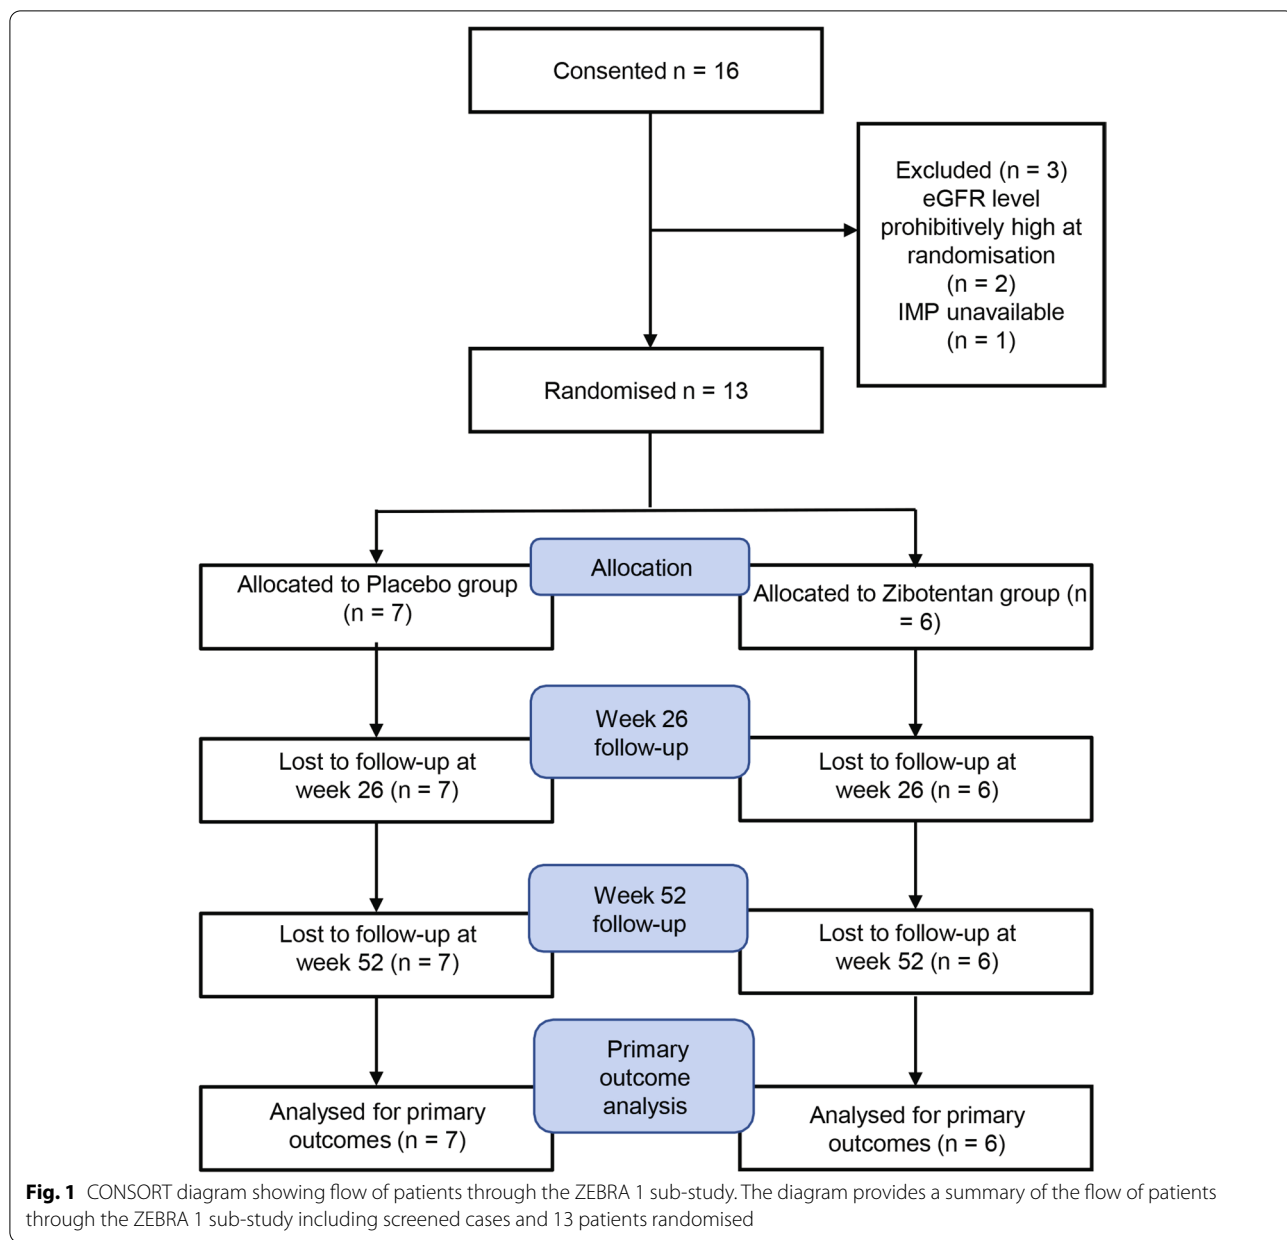 Consented n = 16
Excluded (n = 3)
eGFR level
prohibitively high at
randomisation
(n = 2)
IMP unavailable
(n = 1)
Randomised n = 13
Allocation
Allocated to Placebo group
(n = 7)
Allocated to Zibotentan group (n
= 6)
Week 26
follow-up
Lost to follow-up at
week 26 (n = 7)
Lost to follow-up at
week 26 (n = 6)
Week 52
follow-up
Lost to follow-up at
week 52 (n = 7)
Lost to follow-up at
week 52 (n = 6)
Primary
outcome
analysis
Analysed for primary
outcomes (n = 7)
Analysed for primary
outcomes (n = 6)
Fig. 1 CONSORT diagram showing flow of patients through the ZEBRA 1 sub-study. The diagram provides a summary of the flow of patients
through the ZEBRA 1 sub-study including screened cases and 13 patients randomised